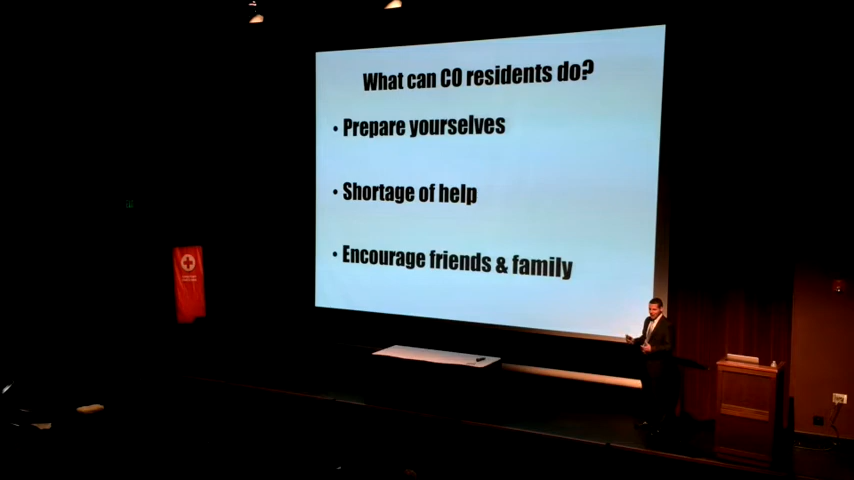 What can CO residents do?
• Prepare yourselves
• Shortage of help
• Encourage friends & family